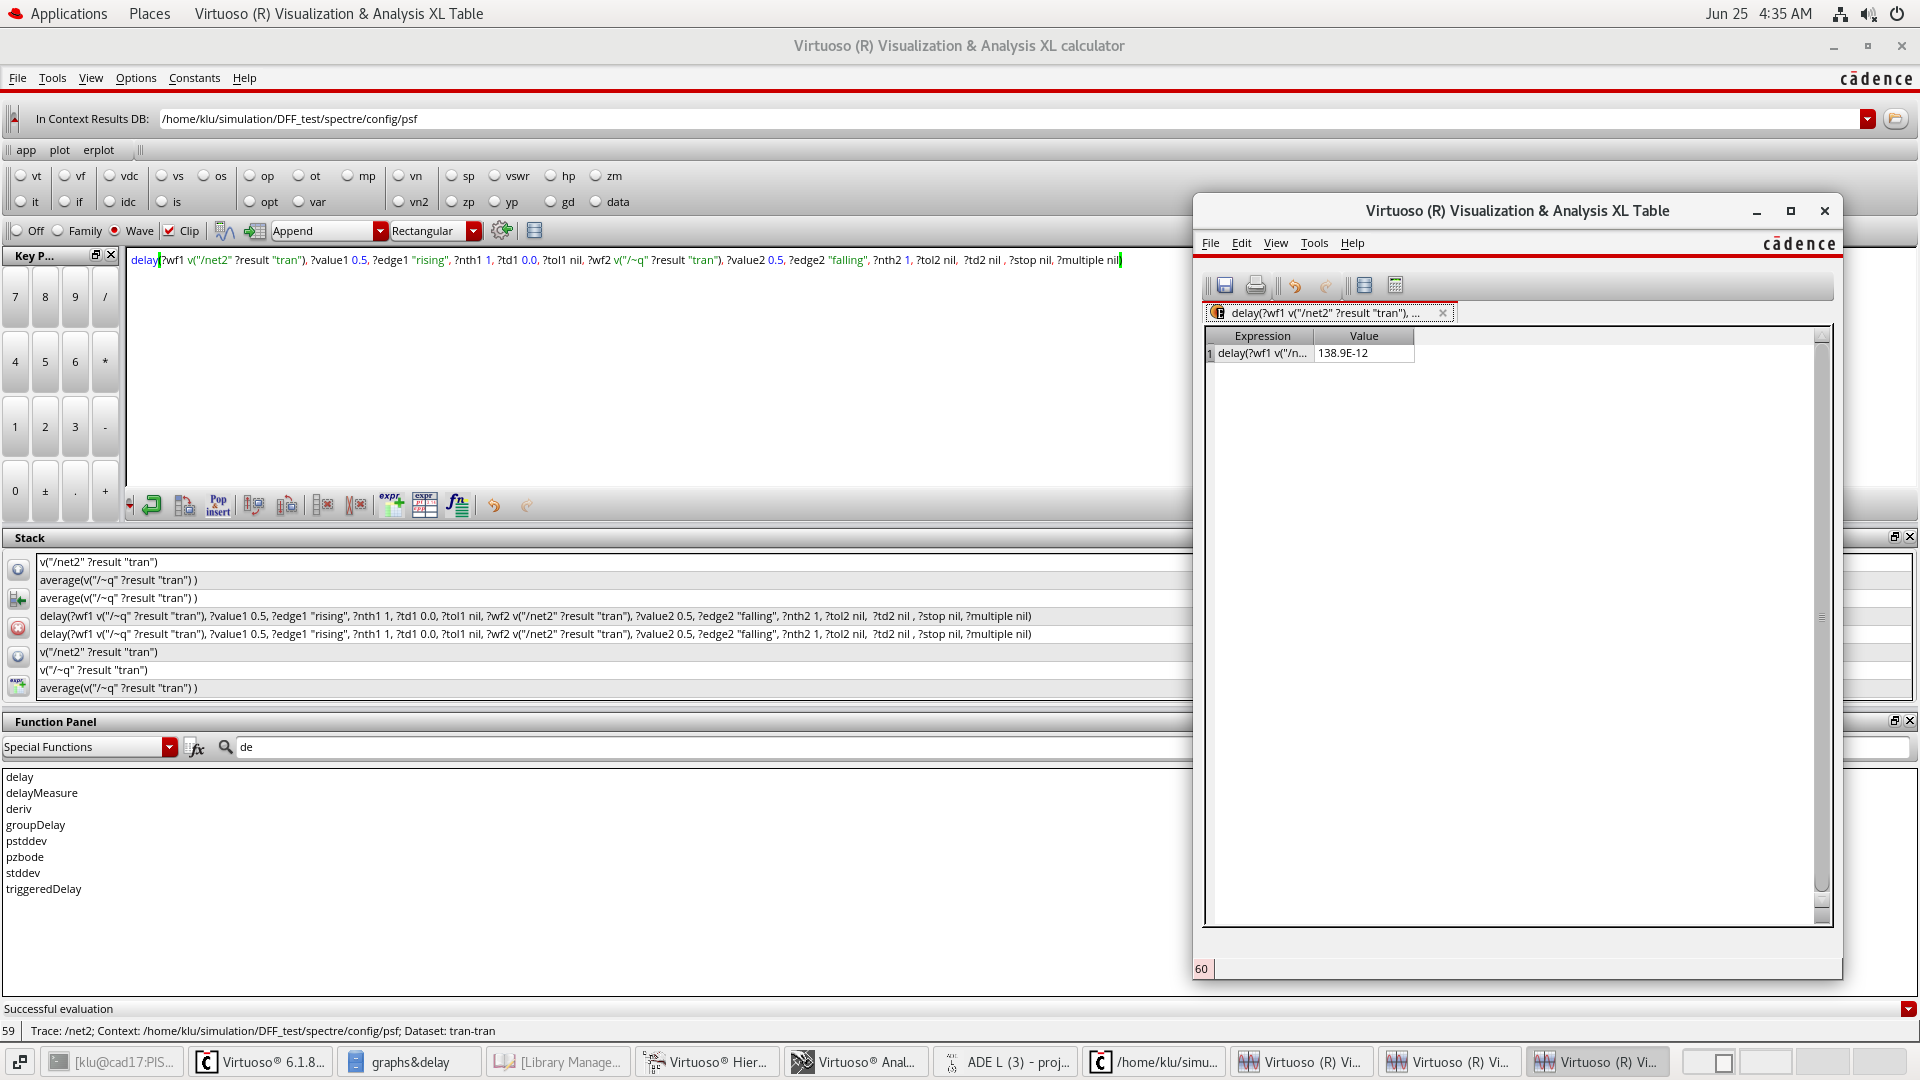 Applications Places Virtuoso (R) Visualization & Analysis XL Table Jun 25 4:35 AM
Virtuoso (R) Visualization & Analysis XL calculator
File Tools View Options Constants Help cādence
In Context Results DB: /home/klu/simulation/DFF_test/spectre/config/psf
app plot erplot
vt vf vdc vs os op ot mp vn sp vswr hp zm
it if idc is opt var vn2 zp yp gd data
Off Family Wave Clip Append Rectangular
Key P...
delay(?wf1 v("/net2" ?result "tran"), ?value1 0.5, ?edge1 "rising", ?nth1 1, ?td1 0.0, ?tol1 nil, ?wf2 v("/~q" ?result "tran"), ?value2 0.5, ?edge2 "falling", ?nth2 1, ?tol2 nil, ?td2 nil , ?stop nil, ?multiple nil)
7 8 9 /
4 5 6 *
1 2 3 -
0 ± . +
Pop & insert expr expr fn
Stack
v("/net2" ?result "tran")
average(v("/~q" ?result "tran") )
average(v("/~q" ?result "tran") )
delay(?wf1 v("/~q" ?result "tran"), ?value1 0.5, ?edge1 "rising", ?nth1 1, ?td1 0.0, ?tol1 nil, ?wf2 v("/net2" ?result "tran"), ?value2 0.5, ?edge2 "falling", ?nth2 1, ?tol2 nil, ?td2 nil , ?stop nil, ?multiple nil)
delay(?wf1 v("/~q" ?result "tran"), ?value1 0.5, ?edge1 "rising", ?nth1 1, ?td1 0.0, ?tol1 nil, ?wf2 v("/net2" ?result "tran"), ?value2 0.5, ?edge2 "falling", ?nth2 1, ?tol2 nil, ?td2 nil , ?stop nil, ?multiple nil)
v("/net2" ?result "tran")
v("/~q" ?result "tran")
average(v("/~q" ?result "tran") )
expr
Function Panel
Special Functions fx de
delay
delayMeasure
deriv
groupDelay
pstddev
pzbode
stddev
triggeredDelay
Successful evaluation
59 Trace: /net2; Context: /home/klu/simulation/DFF_test/spectre/config/psf; Dataset: tran-tran
Virtuoso (R) Visualization & Analysis XL Table
File Edit View Tools Help cādence
delay(?wf1 v("/net2" ?result "tran"), ...
Expression Value
1 delay(?wf1 v("/n... 138.9E-12
60
[klu@cad17:PIS... Virtuoso® 6.1.8... graphs&delay [Library Manage... Virtuoso® Hier... Virtuoso® Anal... ADE L (3) - proj... /home/klu/simu... Virtuoso (R) Vi... Virtuoso (R) Vi... Virtuoso (R) Vi...